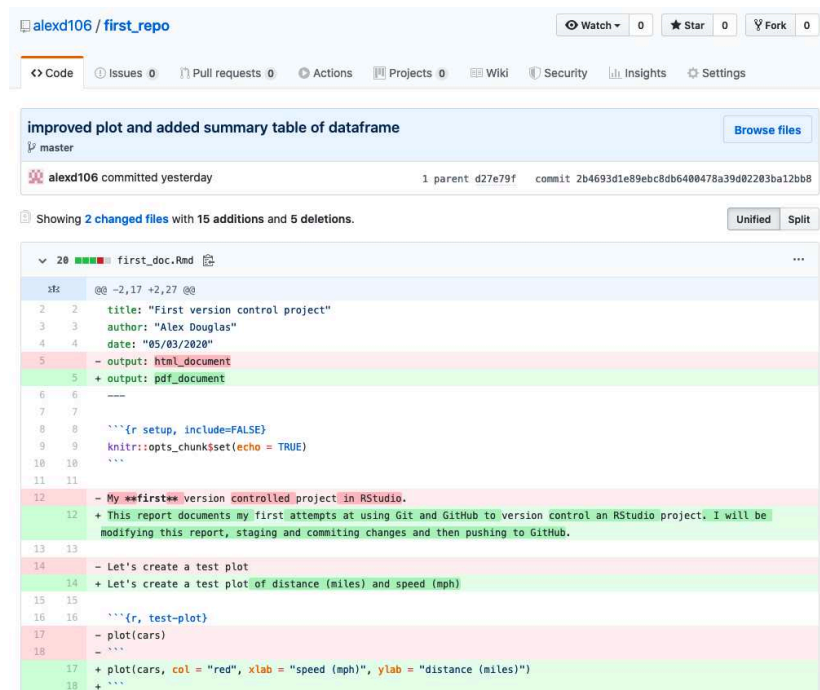 alexd106 / first_repo
Watch 0 Star 0 Fork 0
Code Issues 0 Pull requests 0 Actions Projects 0 Wiki Security Insights Settings
improved plot and added summary table of dataframe
Browse files
master
alexd106 committed yesterday 1 parent d27e79f commit 2b4693d1e89ebc8db6400478a39d02203ba12bb8
Showing 2 changed files with 15 additions and 5 deletions. Unified Split
20 first_doc.Rmd ...
@@ -2,17 +2,27 @@
2 2 title: "First version control project"
3 3 author: "Alex Douglas"
4 4 date: "05/03/2020"
5 - output: html_document
5 + output: pdf_document
6 6 ---
7 7
8 8 ```{r setup, include=FALSE}
9 9 knitr::opts_chunk$set(echo = TRUE)
10 10 ```
11 11
12 - My **first** version controlled project in RStudio.
12 + This report documents my first attempts at using Git and GitHub to version control an RStudio project. I will be
modifying this report, staging and commiting changes and then pushing to GitHub.
13 13
14 - Let's create a test plot
14 + Let's create a test plot of distance (miles) and speed (mph)
15 15
16 16 ```{r, test-plot}
17 - plot(cars)
18 - ```
17 + plot(cars, col = "red", xlab = "speed (mph)", ylab = "distance (miles)")
18 + ```